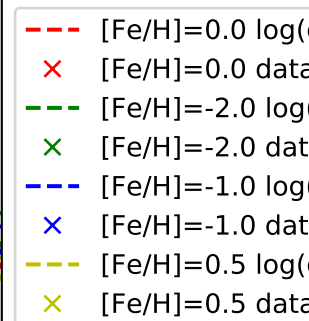 [Fe/H]=0.0 log(
[Fe/H]=0.0 data
[Fe/H]=-2.0 log(
[Fe/H]=-2.0 dat
[Fe/H]=-1.0 log(
[Fe/H]=-1.0 dat
[Fe/H]=0.5 log(
[Fe/H]=0.5 data